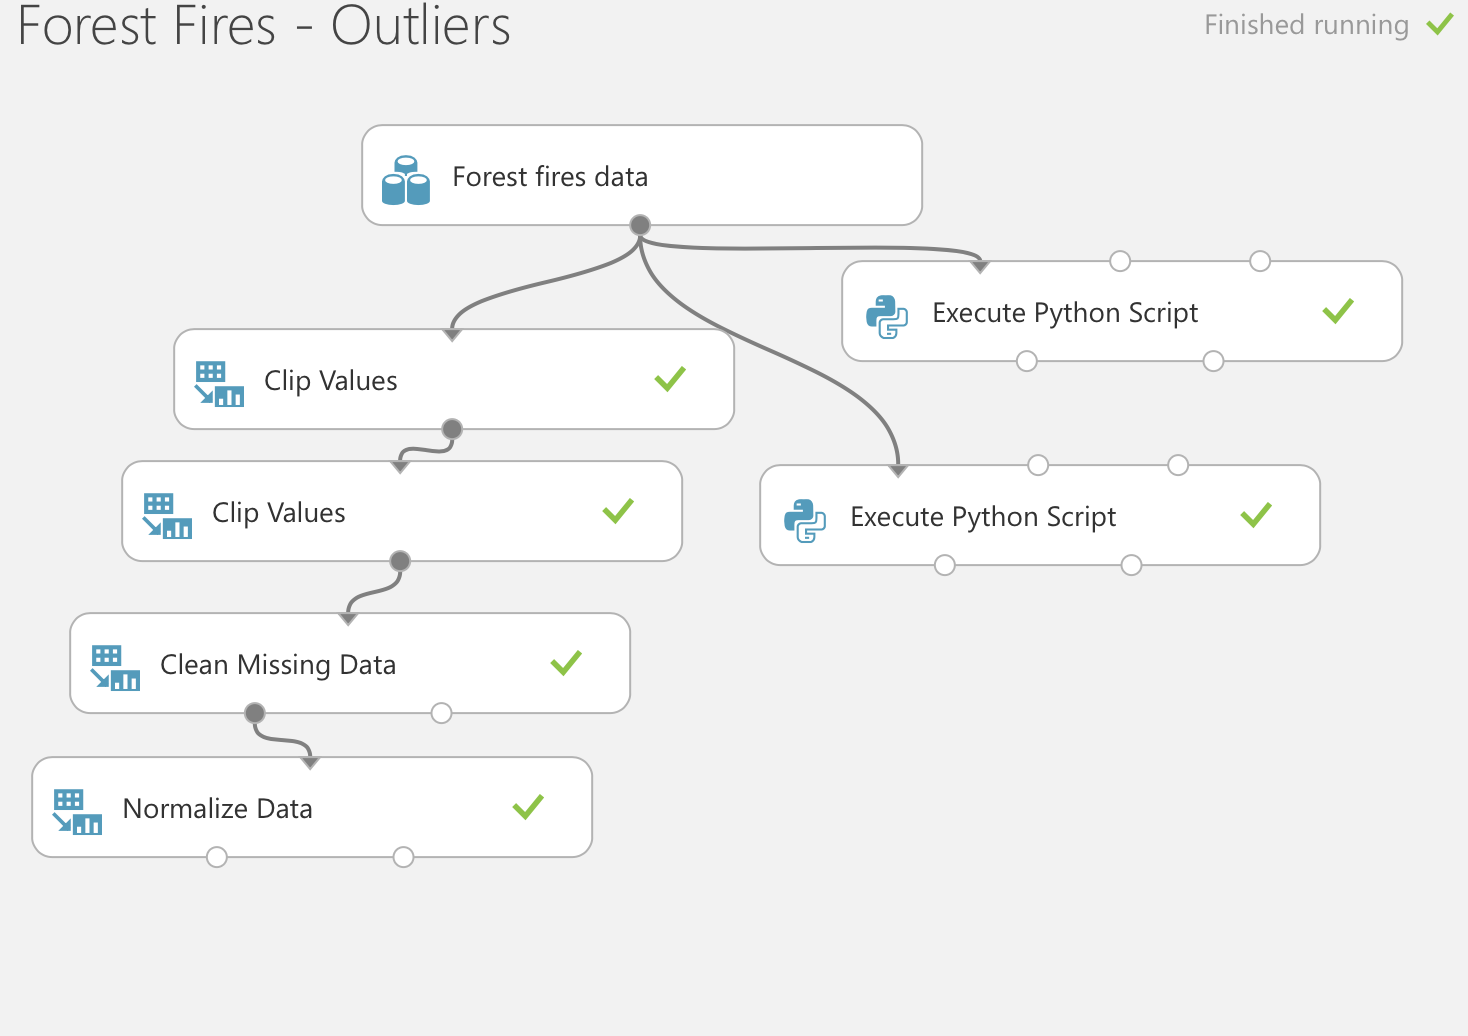 Forest Fires - Outliers
Finished running
Forest fires data
Execute Python Script
Clip Values
Clip Values
Execute Python Script
Clean Missing Data
Normalize Data